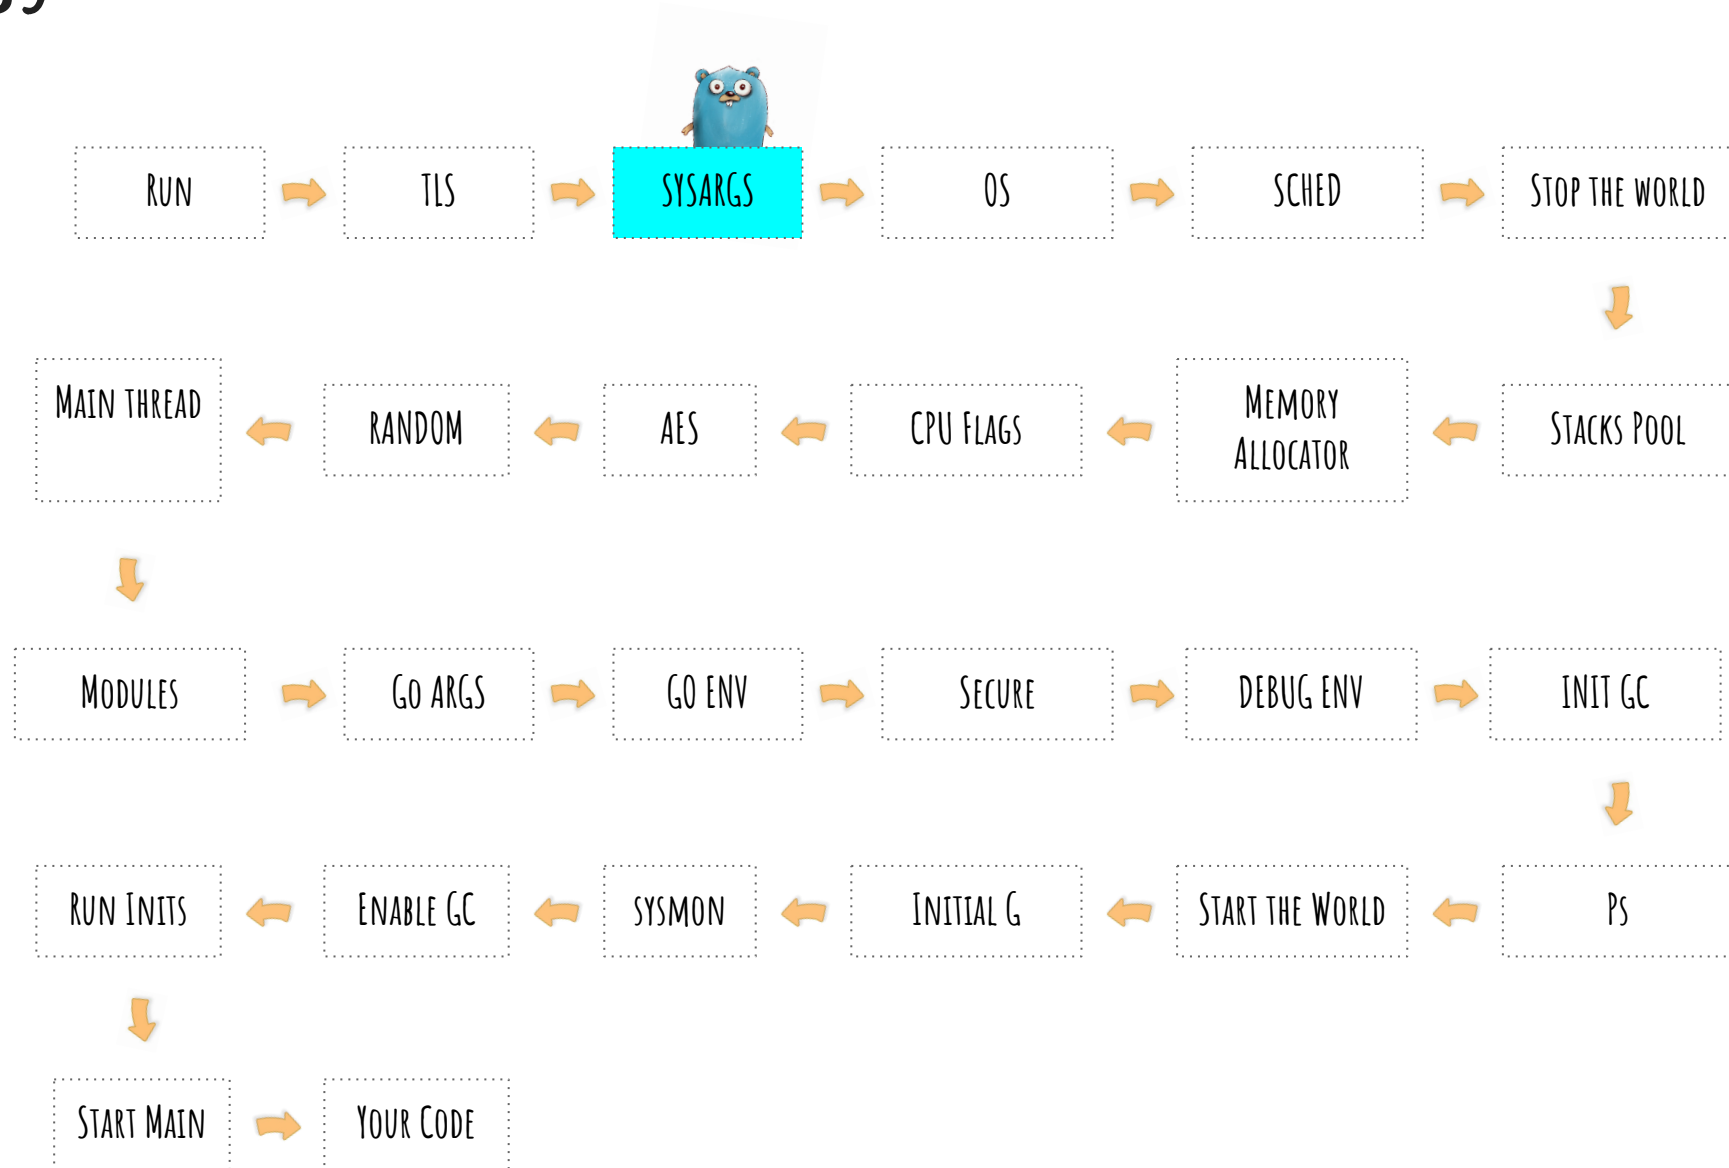 RUN
TLS
SYSARGS
OS
SCHED
STOP THE WORLD
STACKS POOL
MEMORY
ALLOCATOR
CPU FLAGS
AES
RANDOM
MAIN THREAD
MODULES
GO ARGS
GO ENV
SECURE
DEBUG ENV
INIT GC
PS
START THE WORLD
INITIAL G
SYSMON
ENABLE GC
RUN INITS
START MAIN
YOUR CODE